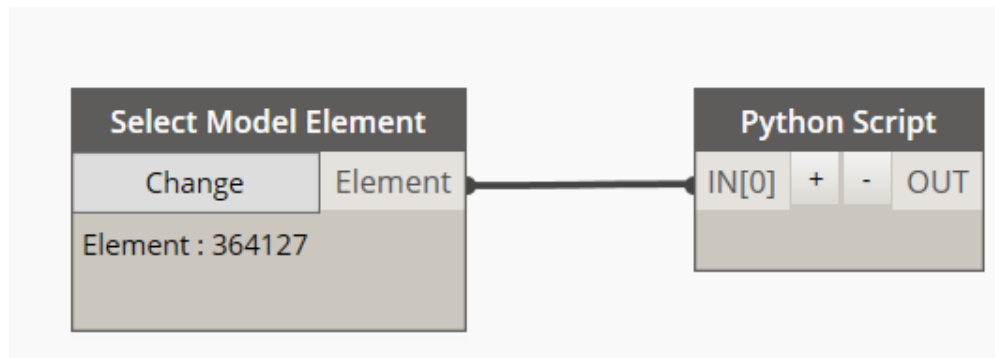 Select Model Element
Change
Element
Element : 364127
Python Script
IN[0]
+
-
OUT